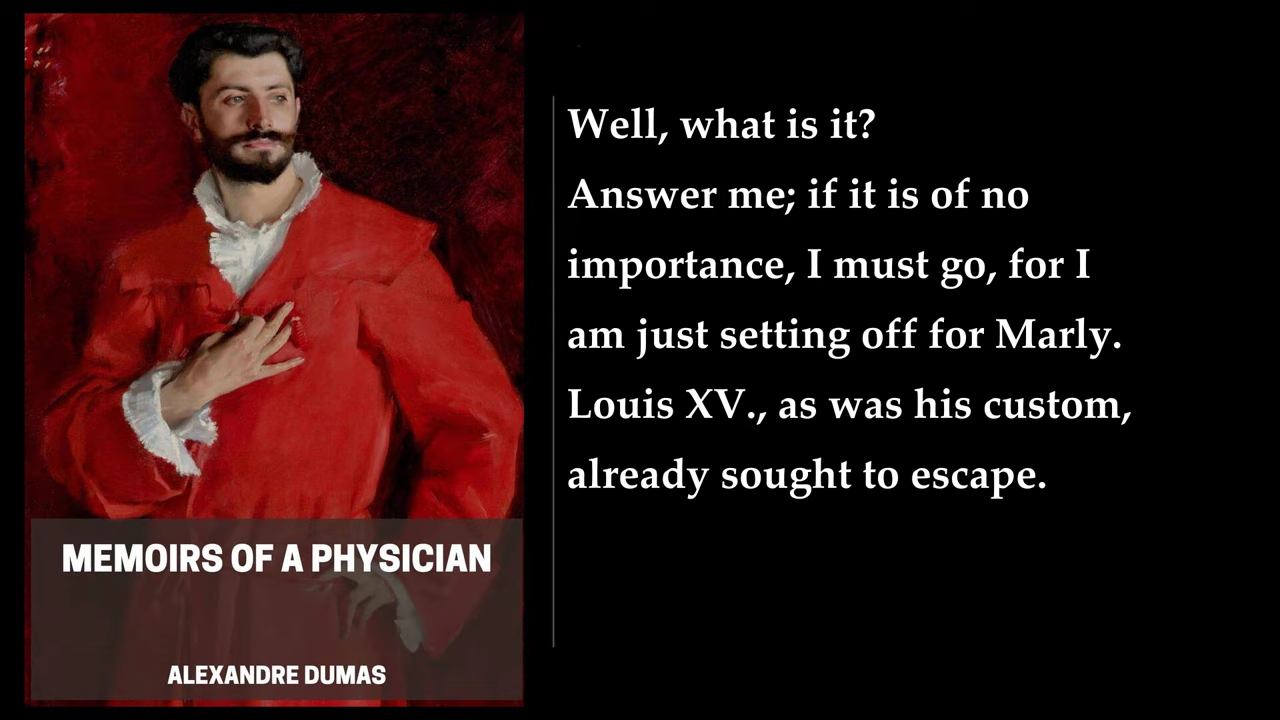 Well, what is it?
Answer me; if it is of no
importance, I must go, for I
am just setting off for Marly.
Louis XV., as was his custom,
already sought to escape.
MEMOIRS OF A PHYSICIAN
ALEXANDRE DUMAS